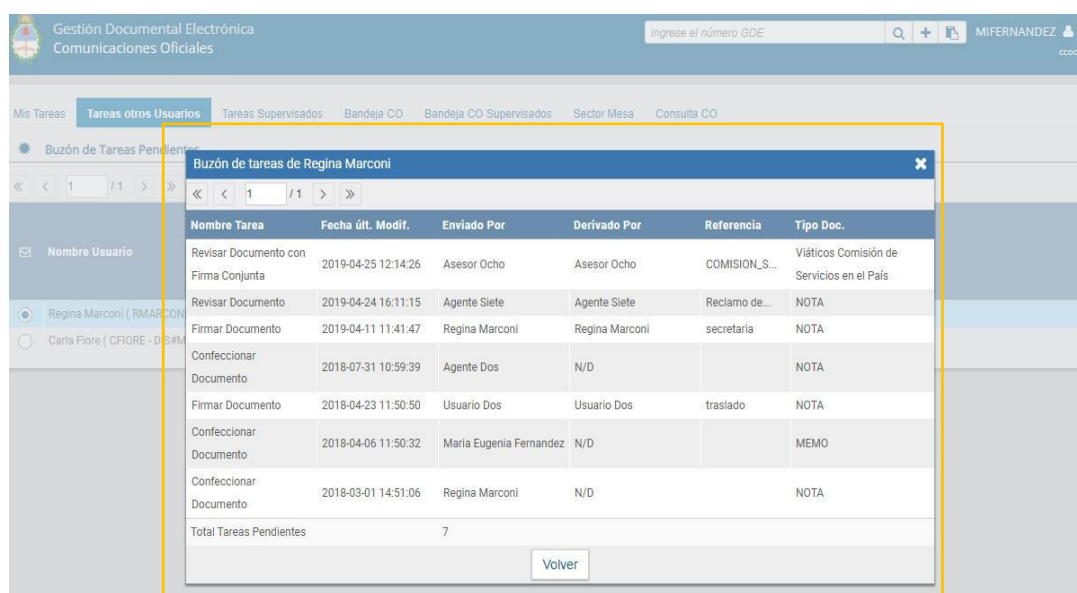 Gestión Documental Electrónica
Comunicaciones Oficiales
Ingrese el número GDE
MIFERNANDEZ
Mis Tareas Tareas otros Usuarios Tareas Supervisados Bandeja CO Bandeja CO Supervisados Sector Mesa Consulta CO
Buzón de Tareas Pendientes
1 / 1
Nombre Usuario
Regina Marconi ( RMARCONI
Carla Fiore ( CFIORE - DIS#M
Buzón de tareas de Regina Marconi
1 / 1
Nombre Tarea Fecha últ. Modif. Enviado Por Derivado Por Referencia Tipo Doc.
Revisar Documento con Firma Conjunta 2019-04-25 12:14:26 Asesor Ocho Asesor Ocho COMISION_S... Viáticos Comisión de Servicios en el País
Revisar Documento 2019-04-24 16:11:15 Agente Siete Agente Siete Reclamo de... NOTA
Firmar Documento 2019-04-11 11:41:47 Regina Marconi Regina Marconi secretaria NOTA
Confeccionar Documento 2018-07-31 10:59:39 Agente Dos N/D NOTA
Firmar Documento 2018-04-23 11:50:50 Usuario Dos Usuario Dos traslado NOTA
Confeccionar Documento 2018-04-06 11:50:32 Maria Eugenia Fernandez N/D MEMO
Confeccionar Documento 2018-03-01 14:51:06 Regina Marconi N/D NOTA
Total Tareas Pendientes 7
Volver